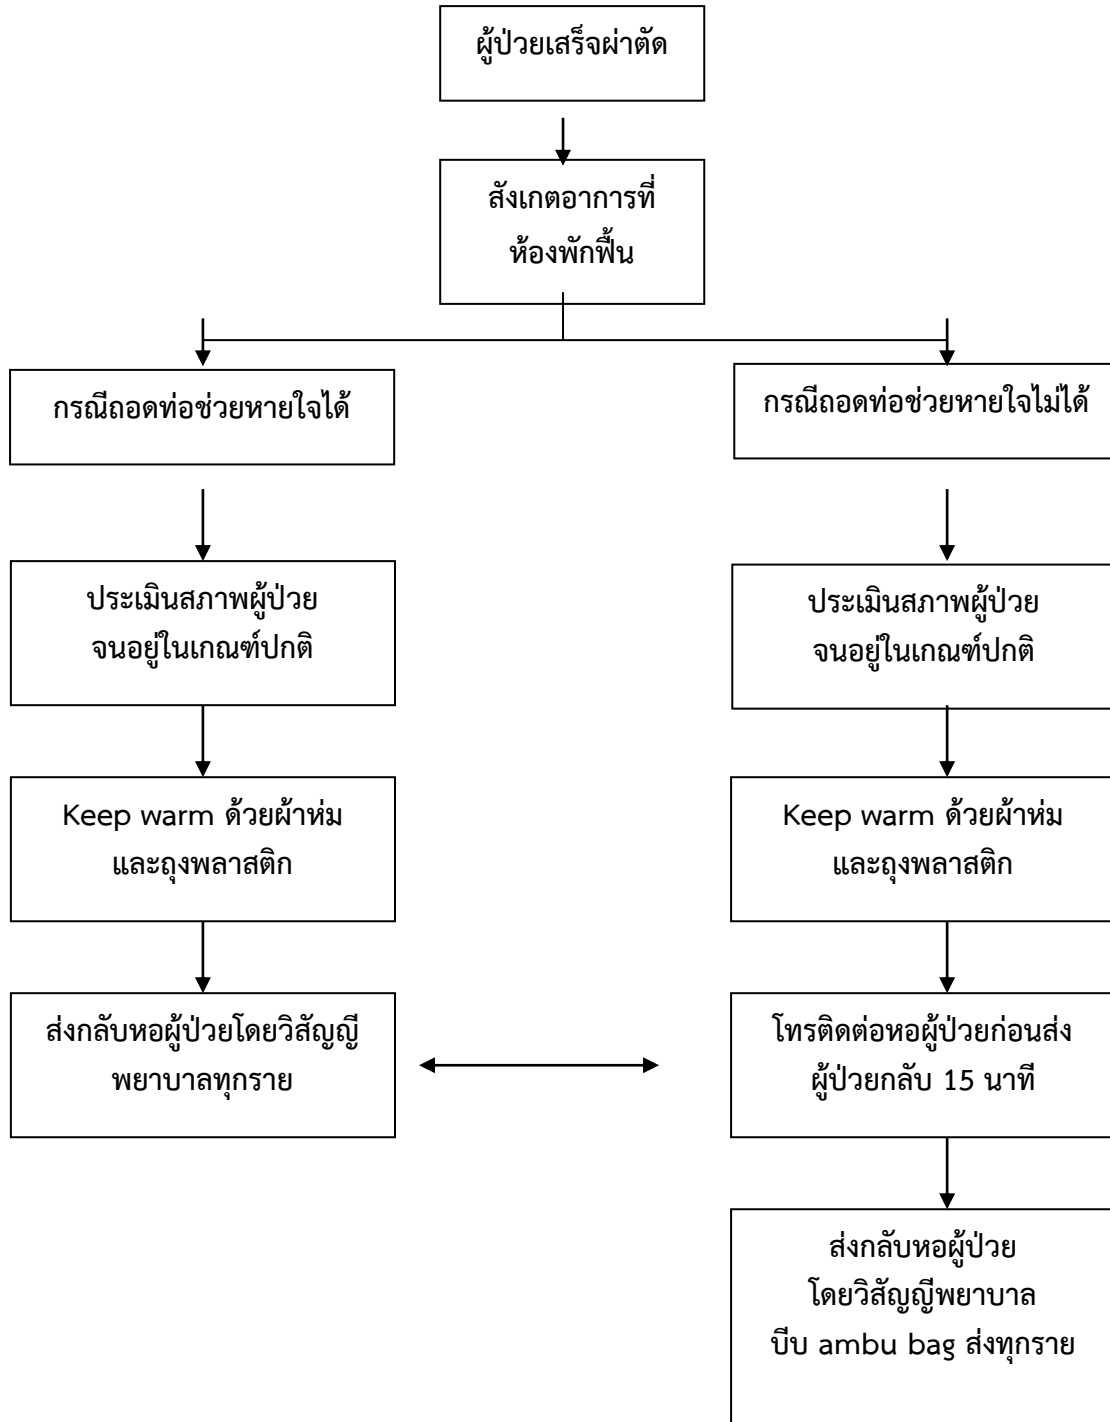 ผู้ป่วยเสร็จผ่าตัด
สังเกตอาการที่
ห้องพักฟื้น
กรณีถอดท่อช่วยหายใจได้
กรณีถอดท่อช่วยหายใจไม่ได้
ประเมินสภาพผู้ป่วย
จนอยู่ในเกณฑ์ปกติ
ประเมินสภาพผู้ป่วย
จนอยู่ในเกณฑ์ปกติ
Keep warm ด้วยผ้าห่ม
และถุงพลาสติก
Keep warm ด้วยผ้าห่ม
และถุงพลาสติก
ส่งกลับหอผู้ป่วยโดยวิสัญญี
พยาบาลทุกราย
โทรติดต่อหอผู้ป่วยก่อนส่ง
ผู้ป่วยกลับ 15 นาที
ส่งกลับหอผู้ป่วย
โดยวิสัญญีพยาบาล
บีบ ambu bag ส่งทุกราย